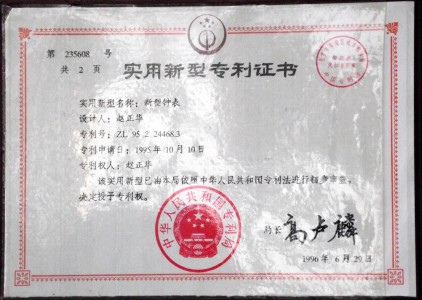 第 235608 号
共 2 页
实用新型专利证书
实用新型名称：新型钟表
设计人：赵正华
专利号：ZL 95 2 24468.3
专利申请日：1995年10月10日
专利权人：赵正华
该实用新型已由本局依照中华人民共和国专利法进行初步审查，
决定授予专利权。
中华人民共和国专利局
局长 高卢麟
1996 年 6 月 29 日